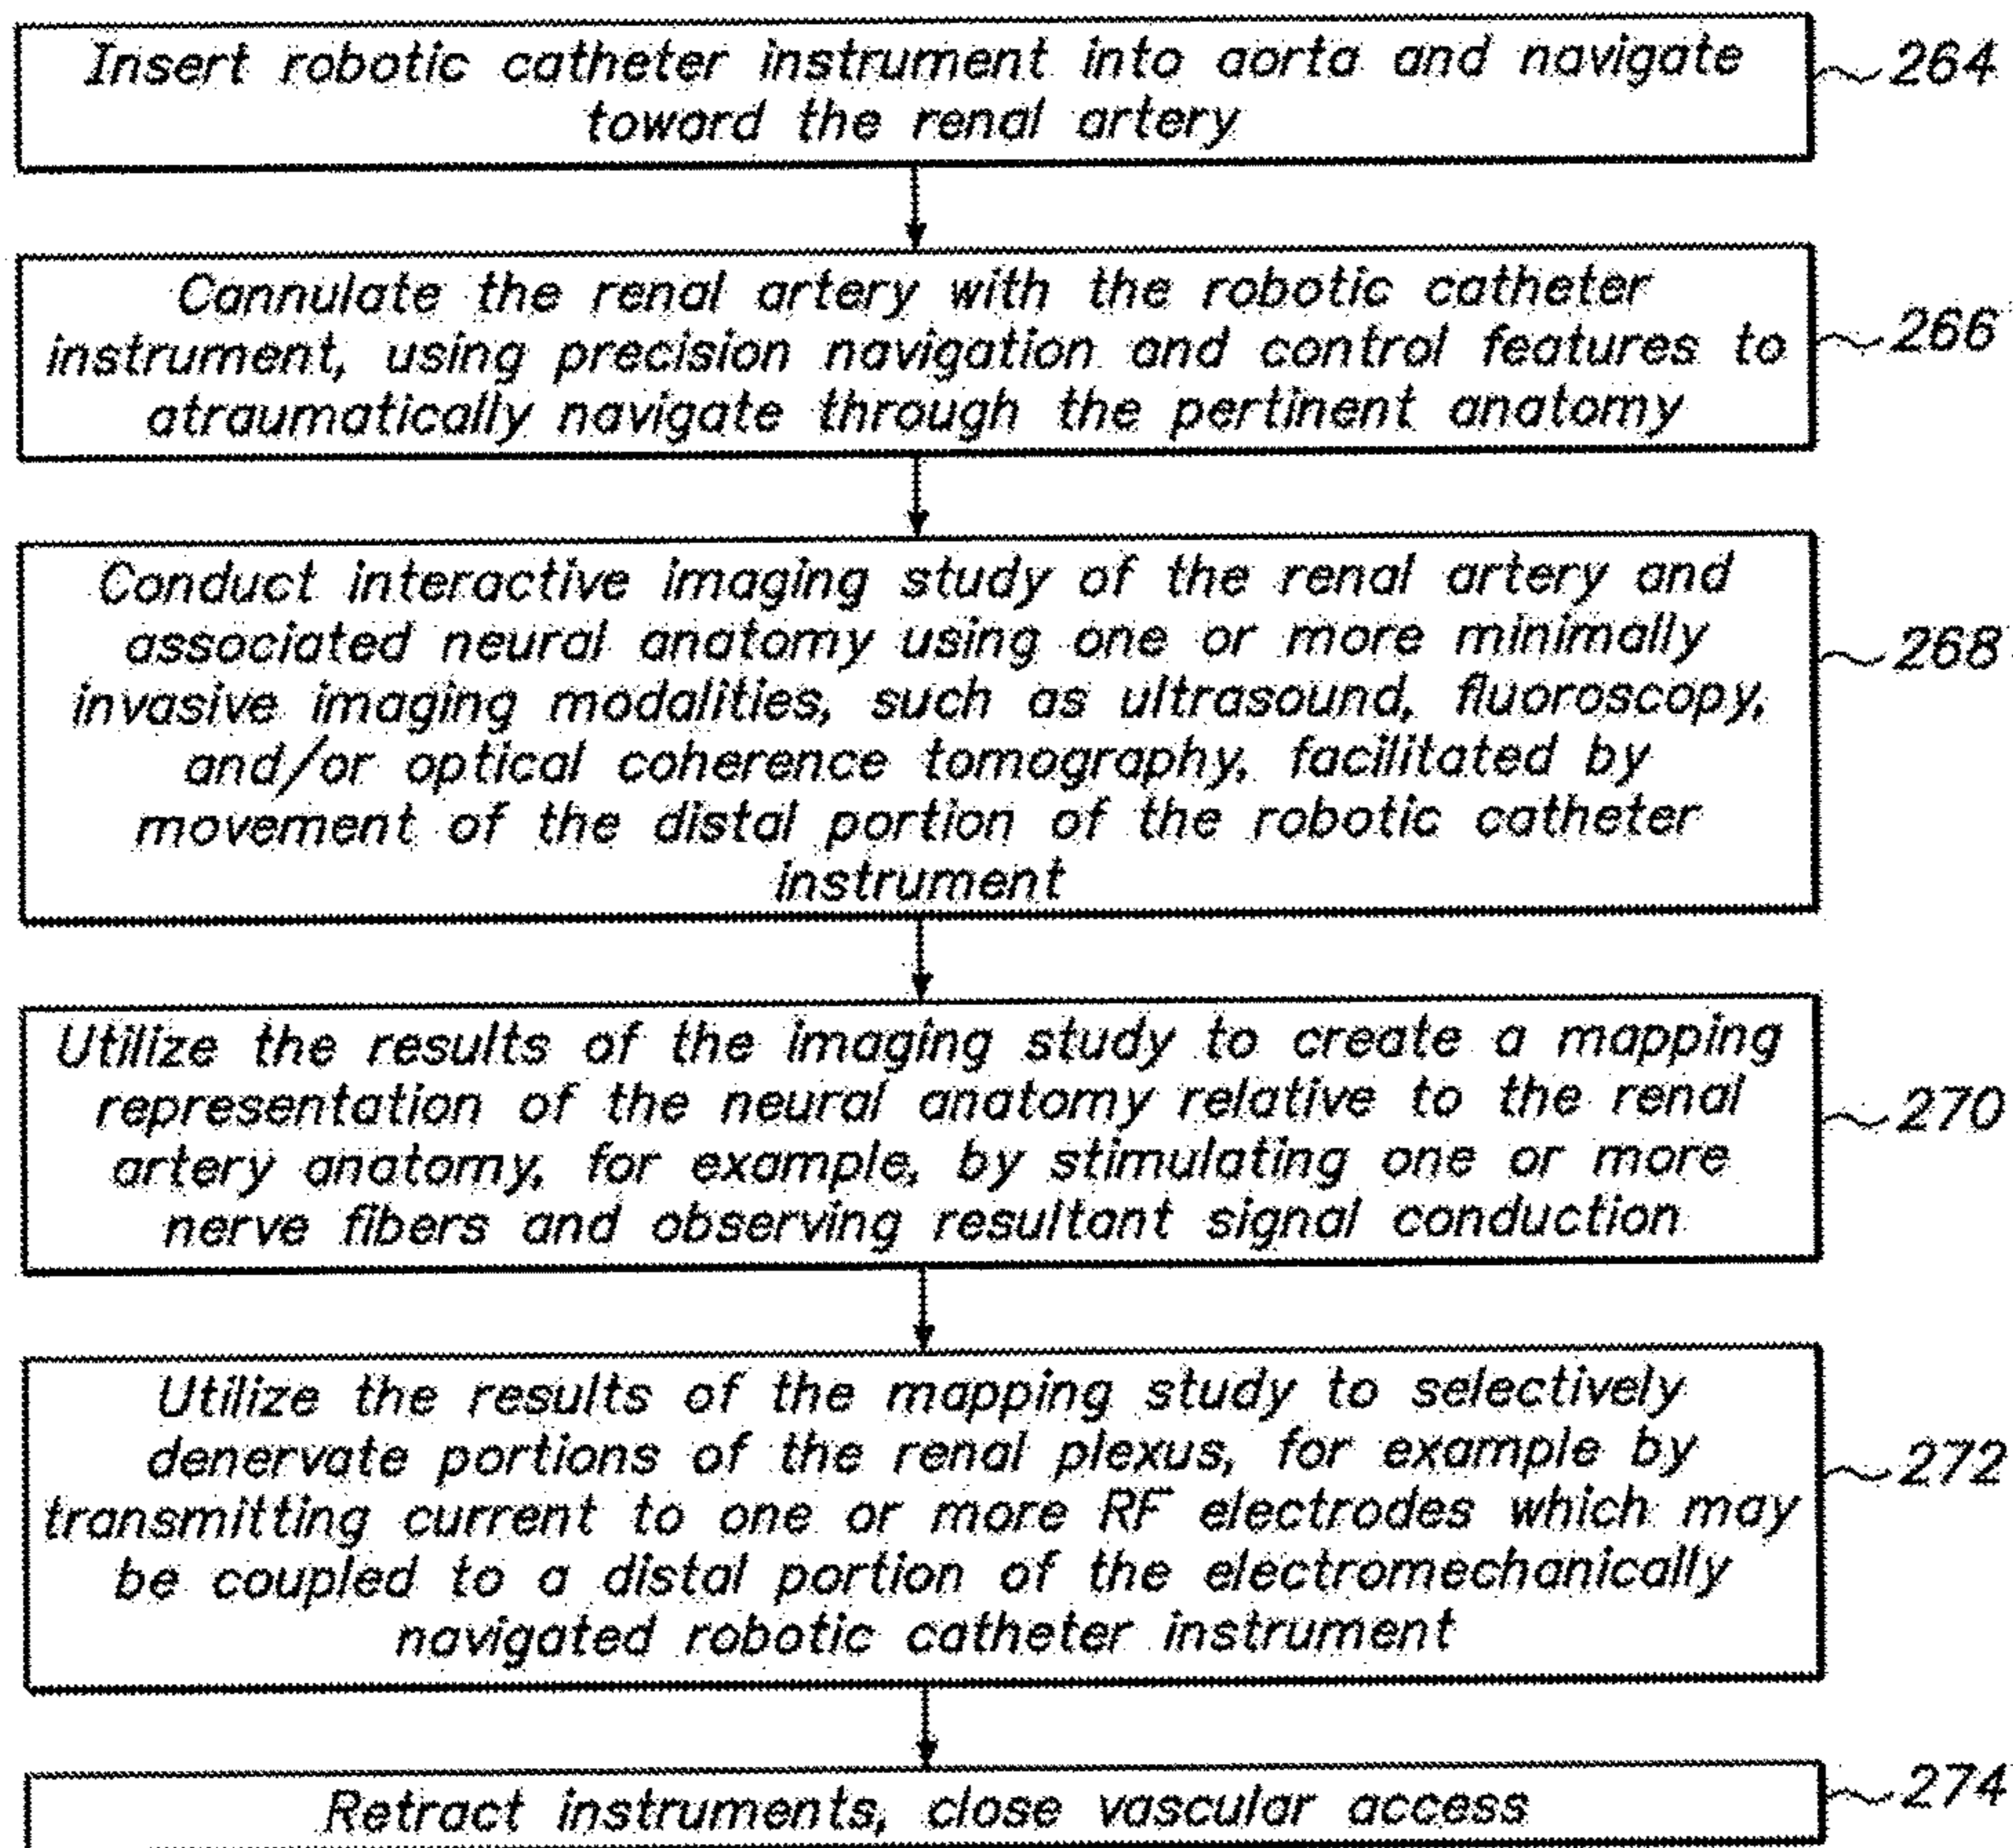 Insert robotic catheter instrument into aorta and navigate
toward the renal artery
264
Cannulate the renal artery with the robotic catheter
instrument, using precision navigation and control features to
atraumatically navigate through the pertinent anatomy
266
Conduct interactive imaging study of the renal artery and
associated neural anatomy using one or more minimally
invasive imaging modalities, such as ultrasound, fluoroscopy,
and/or optical coherence tomography, facilitated by
movement of the distal portion of the robotic catheter
instrument
268
Utilize the results of the imaging study to create a mapping
representation of the neural anatomy relative to the renal
artery anatomy, for example, by stimulating one or more
nerve fibers and observing resultant signal conduction
270
Utilize the results of the mapping study to selectively
denervate portions of the renal plexus, for example by
transmitting current to one or more RF electrodes which may
be coupled to a distal portion of the electromechanically
navigated robotic catheter instrument
272
Retract instruments, close vascular access
274